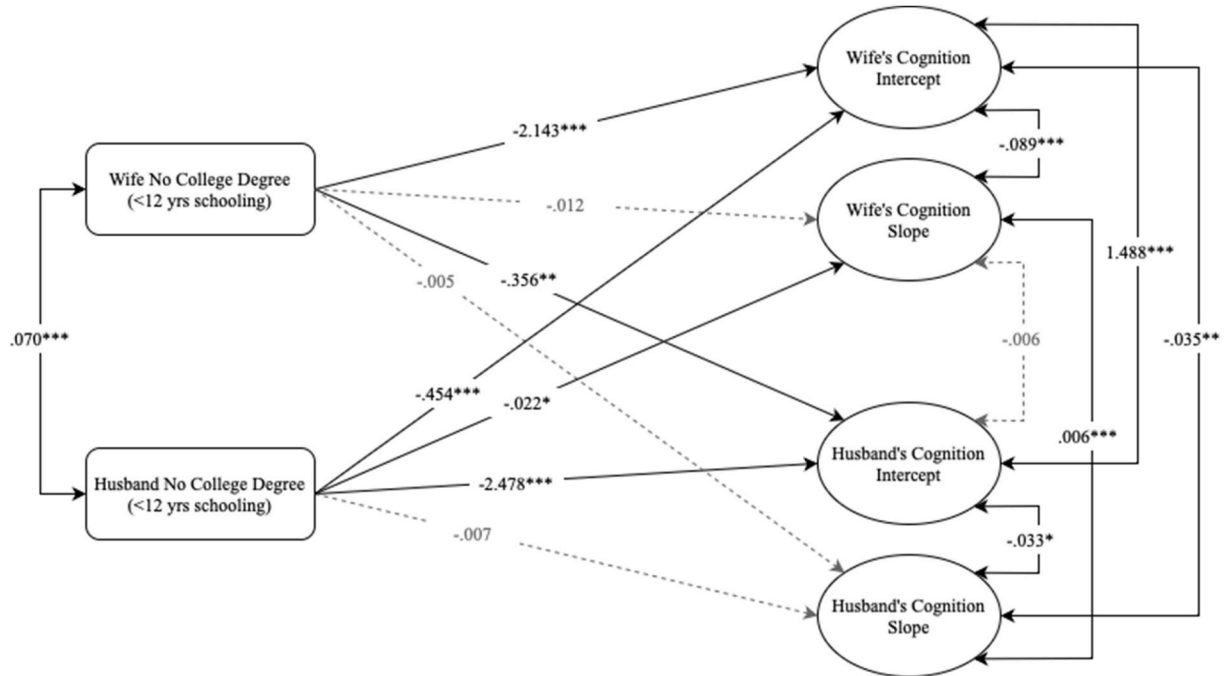 Wife's Cognition
Intercept
-2.143***
-.089***
Wife No College Degree
(<12 yrs schooling)
-.012
Wife's Cognition
Slope
1.488***
-.005
-.356**
.070***
-.006
-.035**
-.454***
-.022*
.006***
Husband's Cognition
Intercept
Husband No College Degree
(<12 yrs schooling)
-2.478***
-.007
-.033*
Husband's Cognition
Slope